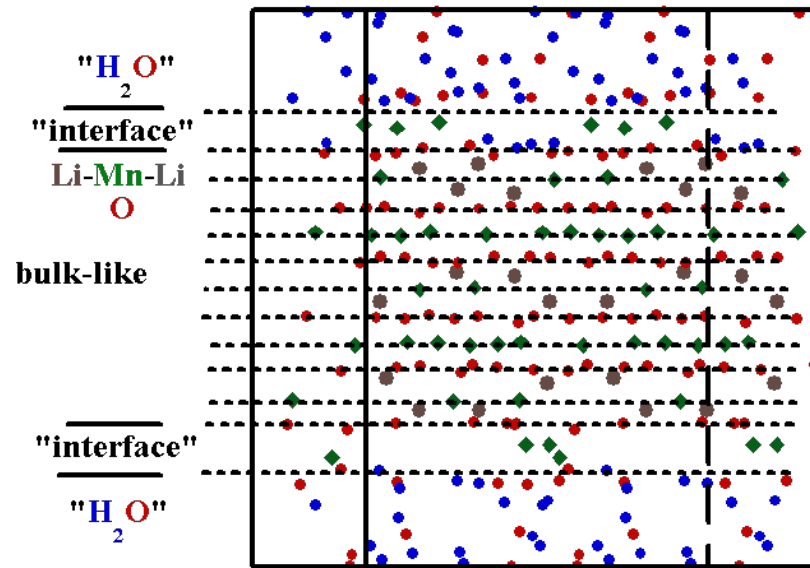 "H₂O"
"interface"
Li-Mn-Li
O
bulk-like
"interface"
"H₂O"